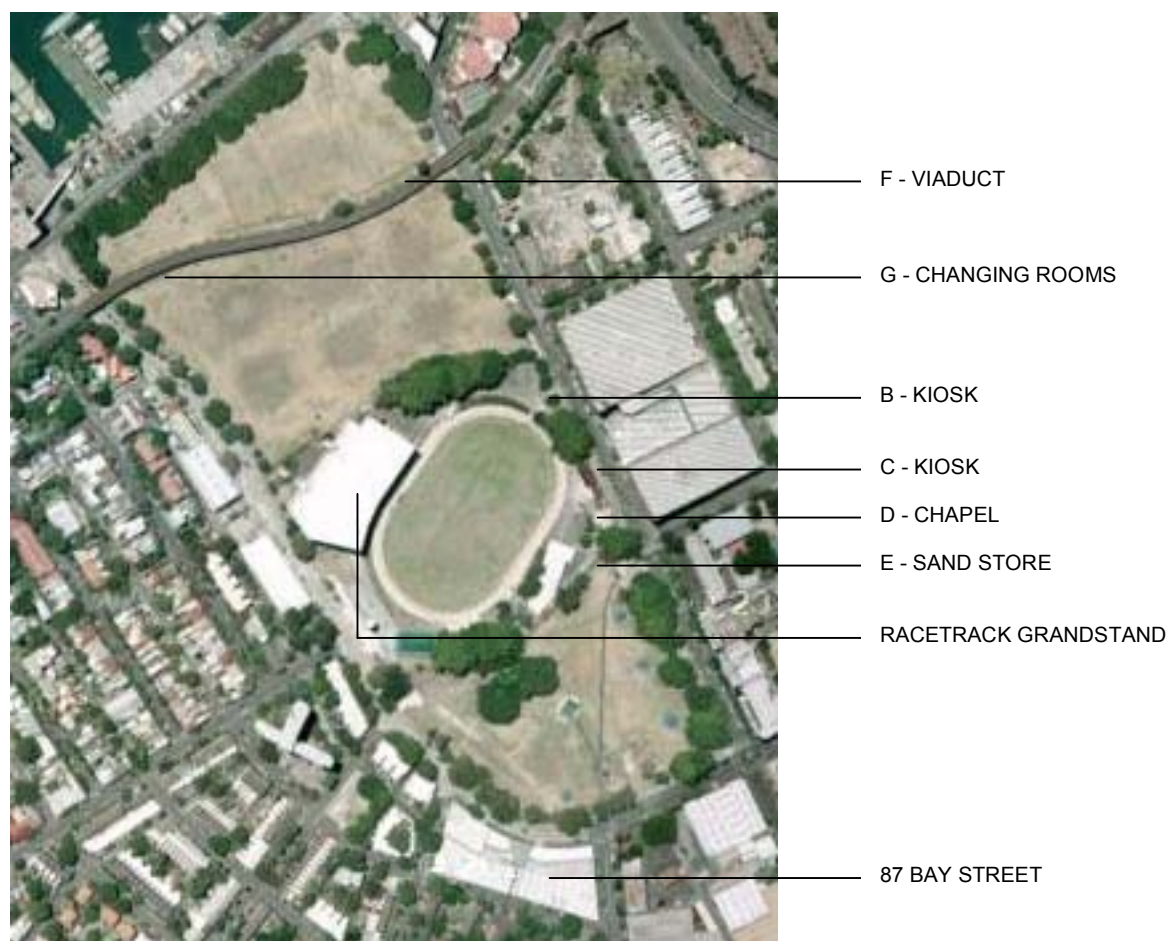 F - VIADUCT
G - CHANGING ROOMS
B - KIOSK
C - KIOSK
D - CHAPEL
E - SAND STORE
RACETRACK GRANDSTAND
87 BAY STREET